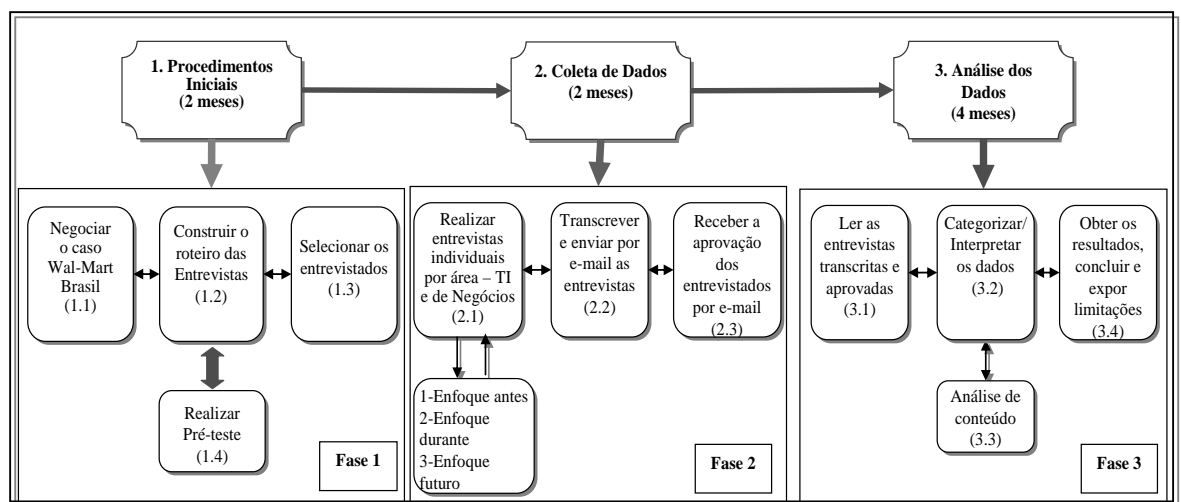 1. Procedimentos
Iniciais
(2 meses)
2. Coleta de Dados
(2 meses)
3. Análise dos
Dados
(4 meses)
Negociar
o caso
Wal-Mart
Brasil
(1.1)
Construir o
roteiro das
Entrevistas
(1.2)
Selecionar os
entrevistados
(1.3)
Realizar
Pré-teste
(1.4)
Fase 1
Realizar
entrevistas
individuais
por área – TI
e de Negócios
(2.1)
Transcrever
e enviar por
e-mail as
entrevistas
(2.2)
Receber a
aprovação
dos
entrevistados
por e-mail
(2.3)
1-Enfoque antes
2-Enfoque
durante
3-Enfoque
futuro
Fase 2
Ler as
entrevistas
transcritas e
aprovadas
(3.1)
Categorizar/
Interpretar
os dados
(3.2)
Obter os
resultados,
concluir e
expor
limitações
(3.4)
Análise de
conteúdo
(3.3)
Fase 3